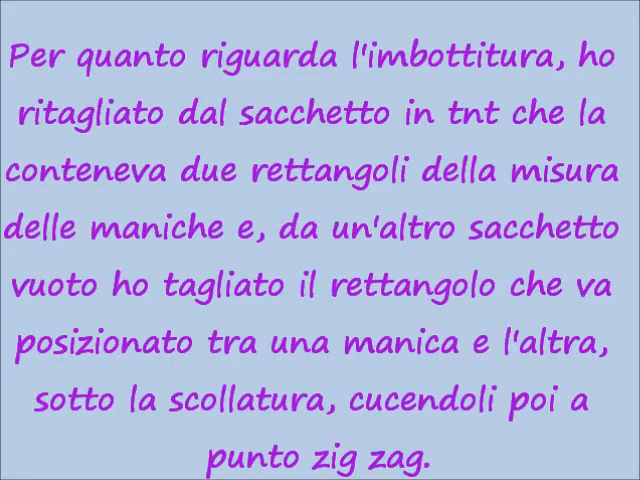 Per quanto riguarda l'imbottitura, ho
ritagliato dal sacchetto in tnt che la
conteneva due rettangoli della misura
delle maniche e, da un'altro sacchetto
vuoto ho tagliato il rettangolo che va
posizionato tra una manica e l'altra,
sotto la scollatura, cucendoli poi a
punto zig zag.